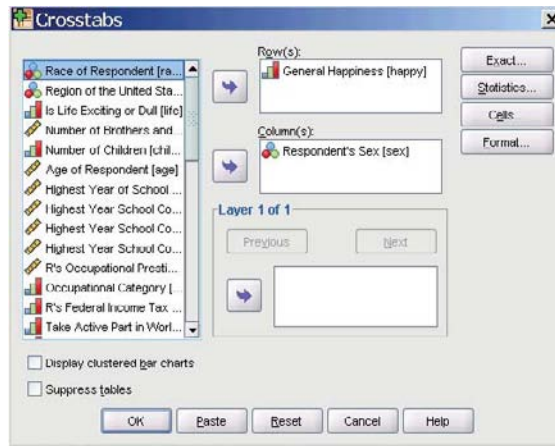 Crosstabs
Race of Respondent [ra...
Region of the United Sta...
Is Life Exciting or Dull [life]
Number of Brothers and...
Number of Children [chil...
Age of Respondent [age]
Highest Year of School ...
Highest Year School Co...
Highest Year School Co...
Highest Year School Co...
R's Occupational Presti...
Occupational Category [...
R's Federal Income Tax ...
Take Active Part in Worl...
Row(s):
General Happiness [happy]
Column(s):
Respondent's Sex [sex]
Layer 1 of 1
Previous
Next
Exact...
Statistics...
Cells
Format...
Display clustered bar charts
Suppress tables
OK
Paste
Reset
Cancel
Help